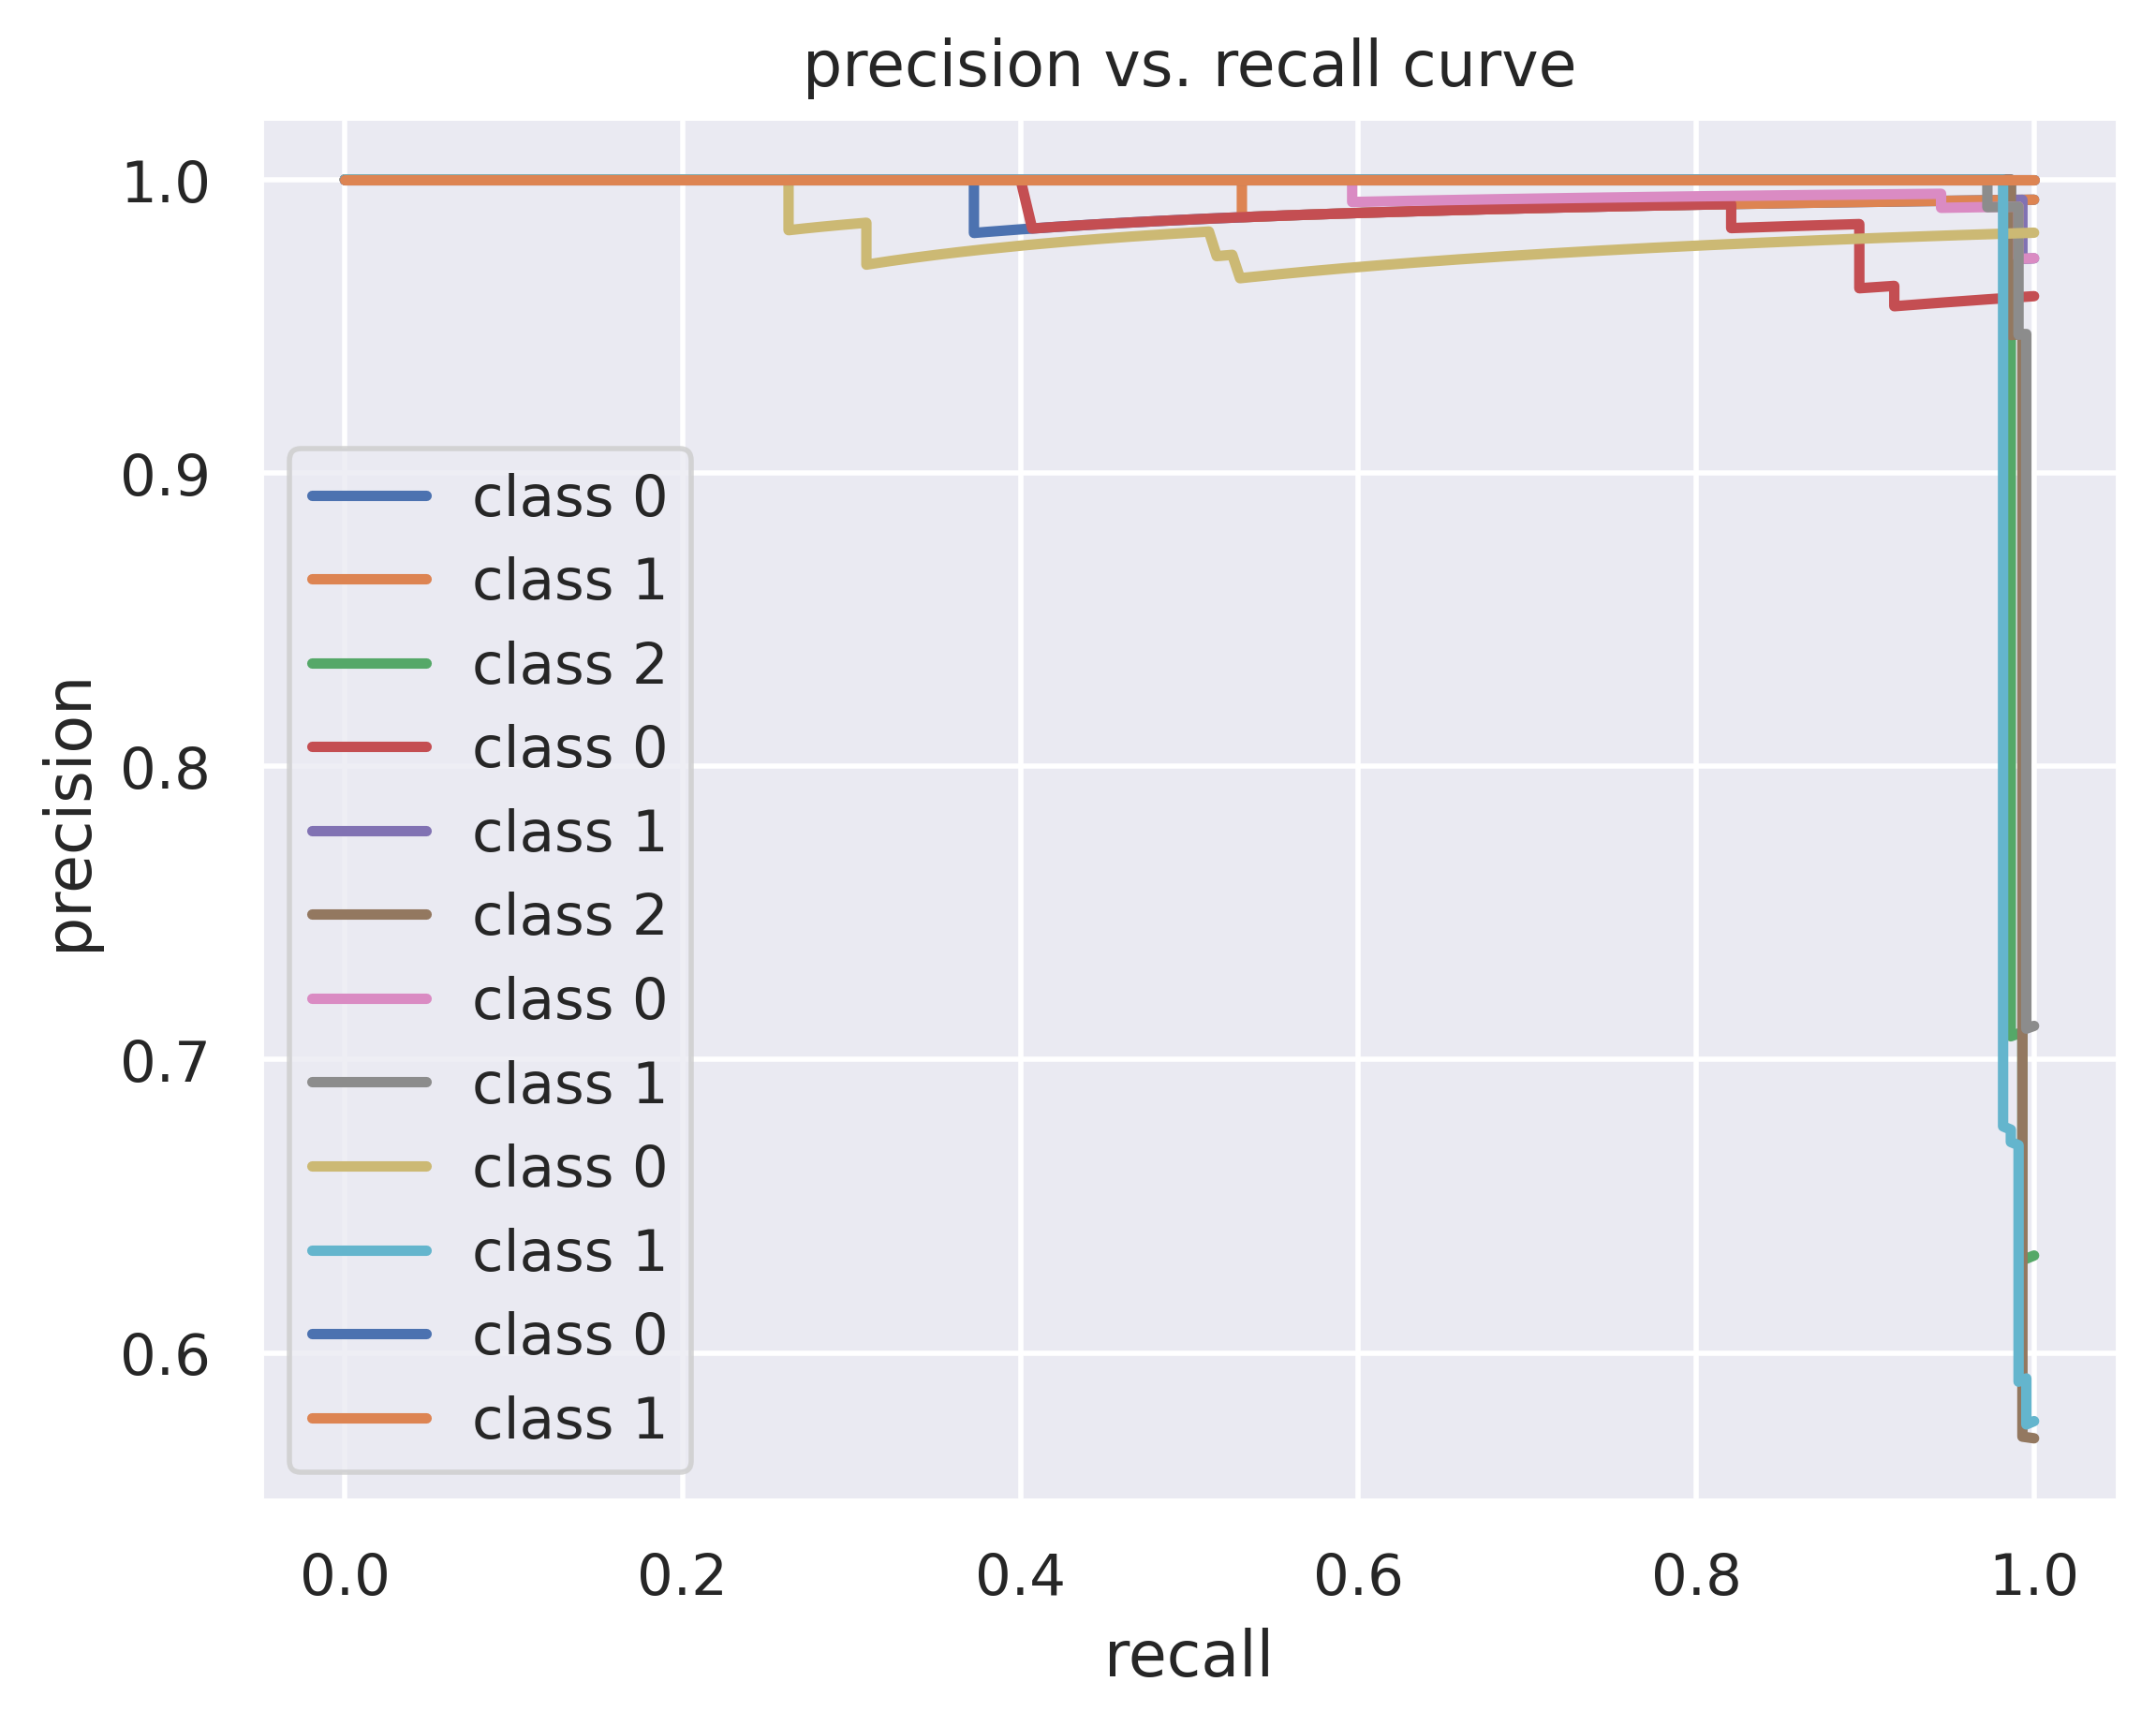 precision vs. recall curve
1.0
0.9
0.8
0.7
0.6
precision
class 0
class 1
class 2
class 0
class 1
class 2
class 0
class 1
class 0
class 1
class 0
class 1
0.0 0.2 0.4 0.6 0.8 1.0
recall